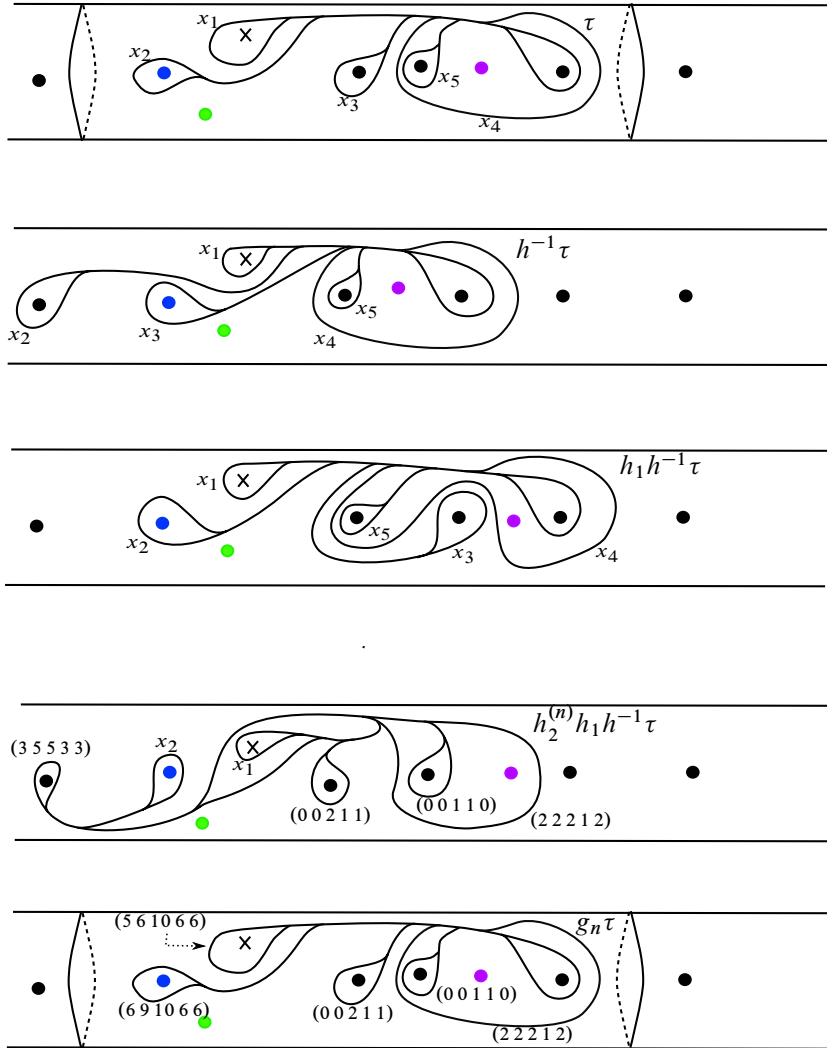 x₁ τ
x₂
x₅
x₃
x₄
x₁ h⁻¹τ
x₂ x₃ x₄ x₅
x₁ h₁h⁻¹τ
x₂ x₅ x₃ x₄
(3 5 5 3 3) x₂ h₂⁽ⁿ⁾h₁h⁻¹τ
x₁
(0 0 2 1 1) (0 0 1 1 0) (2 2 2 1 2)
(5 6 10 6 6) gₙτ
(6 9 10 6 6) (0 0 2 1 1) (0 0 1 1 0)
(2 2 2 1 2)